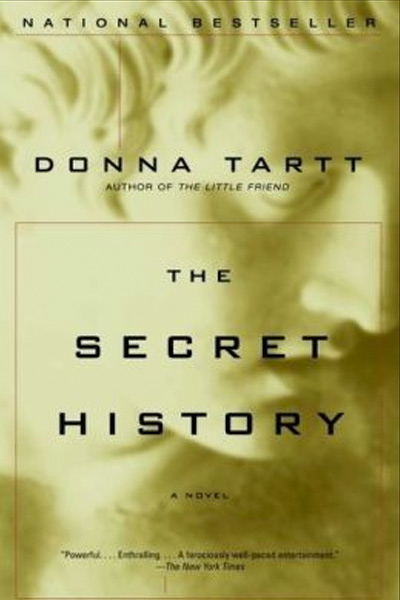 NATIONAL BESTSELLER
DONNA TARTT
AUTHOR OF THE LITTLE FRIEND
THE
SECRET
HISTORY
A NOVEL
"Powerful. . . . Enthralling. . . . A ferociously well-paced entertainment."
—The New York Times